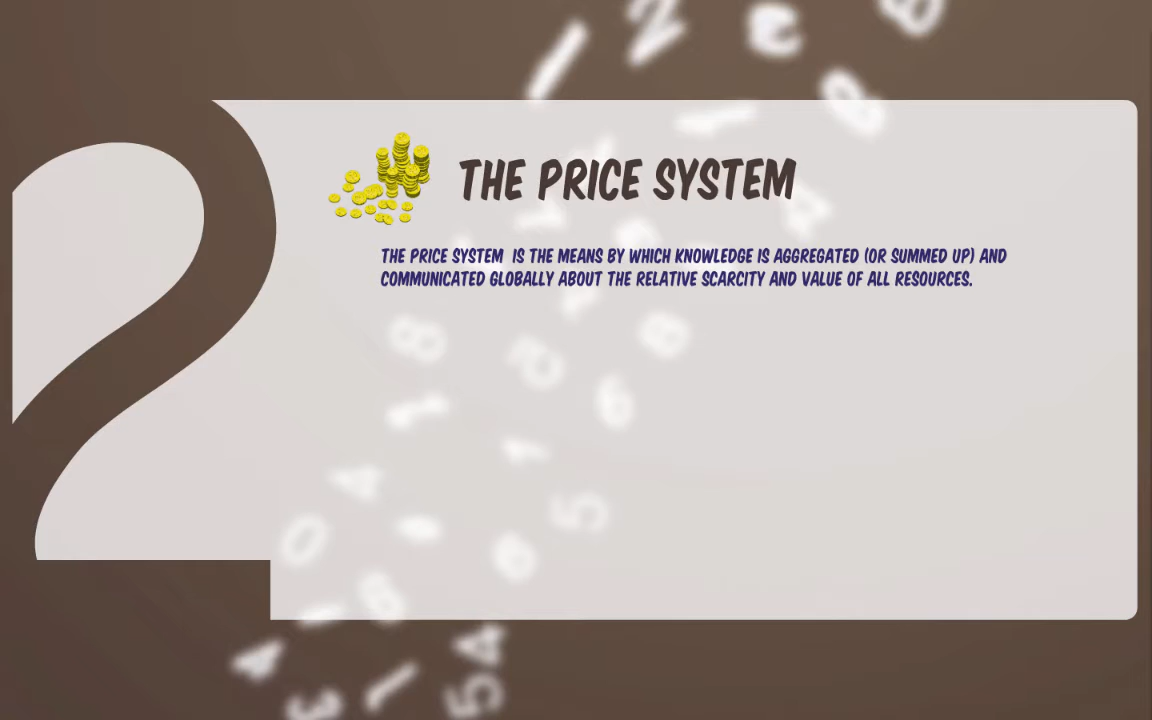 THE PRICE SYSTEM
THE PRICE SYSTEM IS THE MEANS BY WHICH KNOWLEDGE IS AGGREGATED (OR SUMMED UP) AND
COMMUNICATED GLOBALLY ABOUT THE RELATIVE SCARCITY AND VALUE OF ALL RESOURCES.